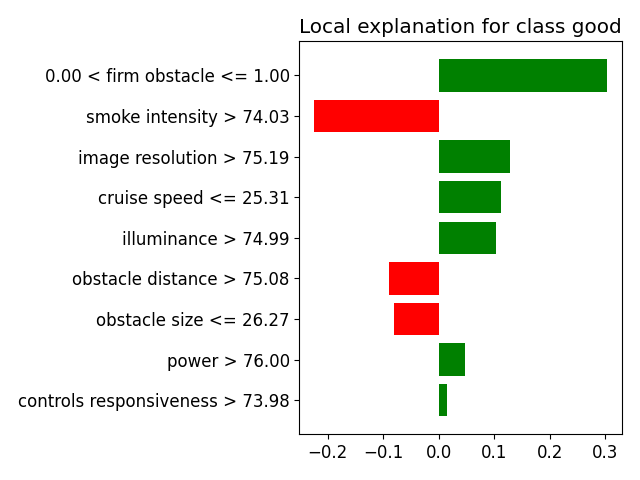 Local explanation for class good
0.00 < firm obstacle <= 1.00
smoke intensity > 74.03
image resolution > 75.19
cruise speed <= 25.31
illuminance > 74.99
obstacle distance > 75.08
obstacle size <= 26.27
power > 76.00
controls responsiveness > 73.98
−0.2 −0.1 0.0 0.1 0.2 0.3